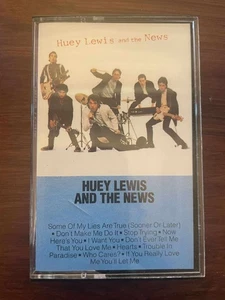 Huey Lewis and the News
HUEY LEWIS
AND THE NEWS
Some Of My Lies Are True (Sooner Or Later)
• Don't Make Me Do It • Stop Trying • Now
Here's You • I Want You • Don't Ever Tell Me
That You Love Me • Hearts • Trouble In
Paradise • Who Cares? • If You Really Love
Me You'll Let Me